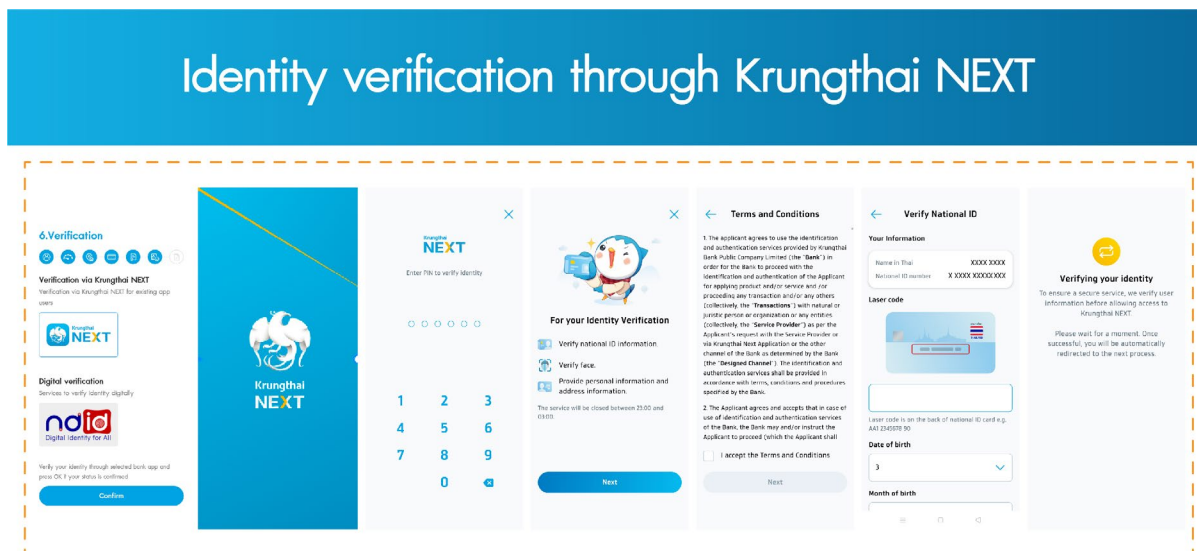 Identity verification through Krungthai NEXT
6.Verification
Verification via Krungthai NEXT
Verification via Krungthai NEXT for existing app
users
Krungthai
NEXT
Digital verification
Services to verify identity digitally
ndid
Digital Identity for All
Verify your identity through selected bank app and
press OK if your status is confirmed
Confirm
Krungthai
NEXT
Krungthai
NEXT
Enter PIN to verify identity
1 2 3
4 5 6
7 8 9
0
For your Identity Verification
Verify national ID information
Verify face.
Provide personal information and
address information.
The service will be closed between 23:00 and
03:00.
Next
Terms and Conditions
1. The applicant agrees to use the identification
and authentication services provided by Krungthai
Bank Public Company Limited (the "Bank") in
order for the Bank to proceed with the
identification and authentication of the Applicant
for applying product and/or service and /or
proceeding any transaction and/or any others
(collectively, the "Transactions") with natural or
juristic person or organization or any entities
(collectively, the "Service Provider") as per the
Applicant's request with the Service Provider or
via Krungthai Next Application or the other
channel of the Bank as determined by the Bank
(the "Designed Channel"). The identification and
authentication services shall be provided in
accordance with terms, conditions and procedures
specified by the Bank.
2. The Applicant agrees and accepts that in case of
use of identification and authentication services
of the Bank, the Bank may and/or instruct the
Applicant to proceed (which the Applicant shall
I accept the Terms and Conditions
Next
Verify National ID
Your Information
Name in Thai XXXX XXXX
National ID number X XXXX XXXXX XXX
Laser code
Laser code is on the back of national ID card e.g.
AA1 2345678 90
Date of birth
3
Month of birth
Verifying your identity
To ensure a secure service, we verify user
information before allowing access to
Krungthai NEXT.
Please wait for a moment. Once
successful, you will be automatically
redirected to the next process.